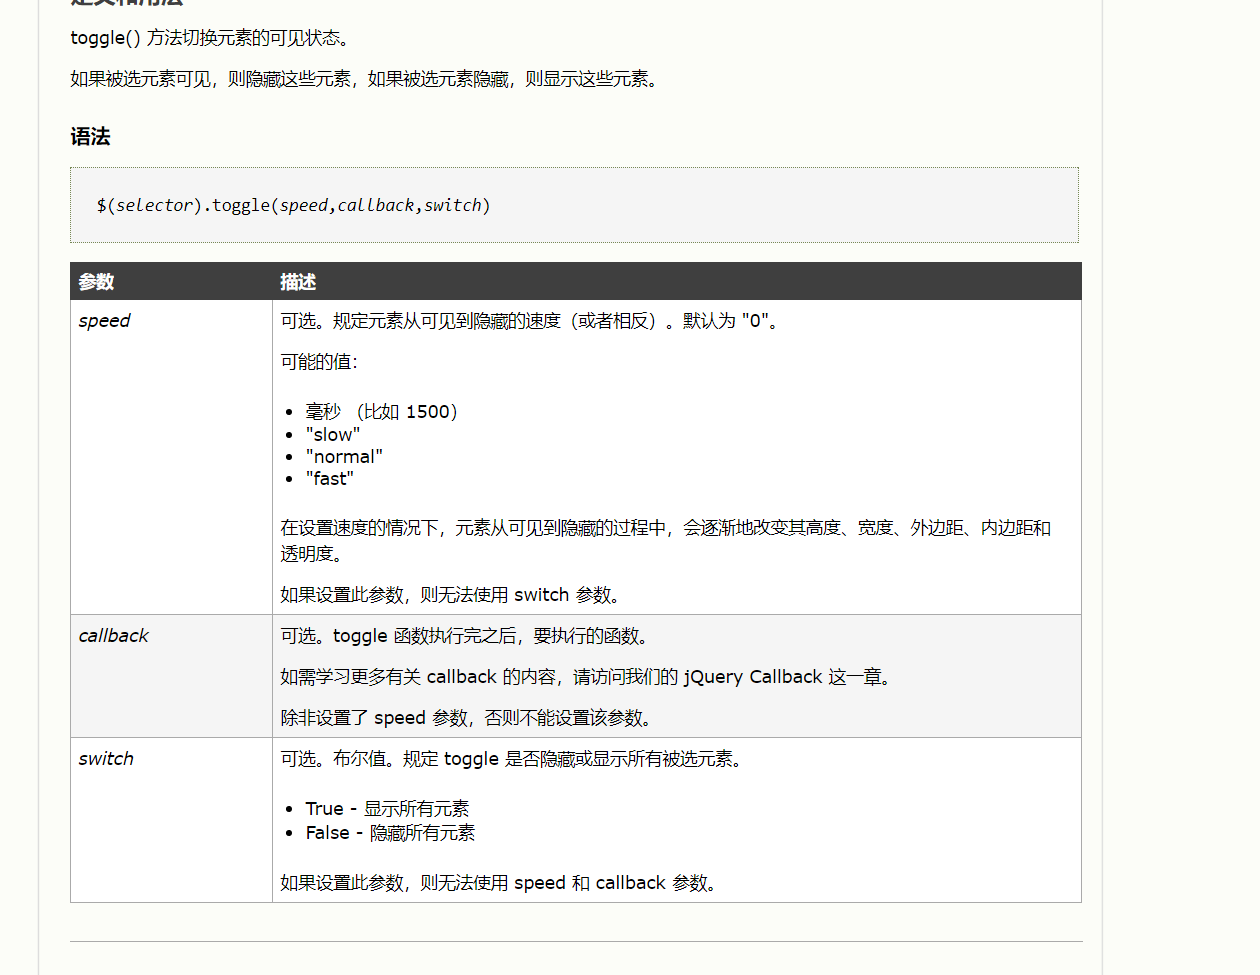 定义和用法
toggle() 方法切换元素的可见状态。
如果被选元素可见，则隐藏这些元素，如果被选元素隐藏，则显示这些元素。
语法
$(selector).toggle(speed,callback,switch)
参数 描述
speed 可选。规定元素从可见到隐藏的速度（或者相反）。默认为 "0"。
可能的值：
• 毫秒 （比如 1500）
• "slow"
• "normal"
• "fast"
在设置速度的情况下，元素从可见到隐藏的过程中，会逐渐地改变其高度、宽度、外边距、内边距和
透明度。
如果设置此参数，则无法使用 switch 参数。
callback 可选。toggle 函数执行完之后，要执行的函数。
如需学习更多有关 callback 的内容，请访问我们的 jQuery Callback 这一章。
除非设置了 speed 参数，否则不能设置该参数。
switch 可选。布尔值。规定 toggle 是否隐藏或显示所有被选元素。
• True - 显示所有元素
• False - 隐藏所有元素
如果设置此参数，则无法使用 speed 和 callback 参数。